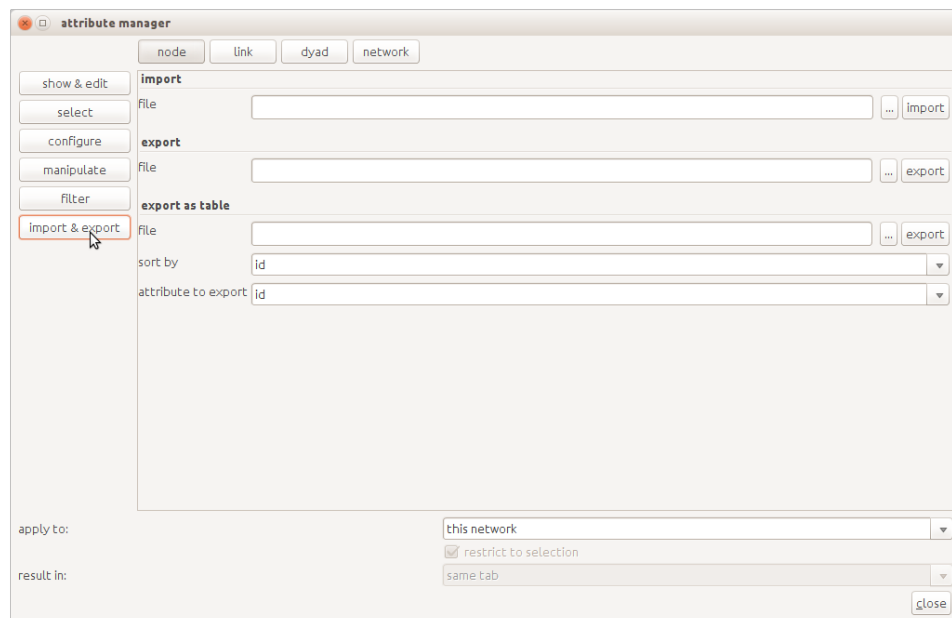 attribute manager
node link dyad network
show & edit
select
configure
manipulate
filter
import & export
import
file ... import
export
file ... export
export as table
file ... export
sort by id
attribute to export id
apply to: this network
restrict to selection
result in: same tab
close